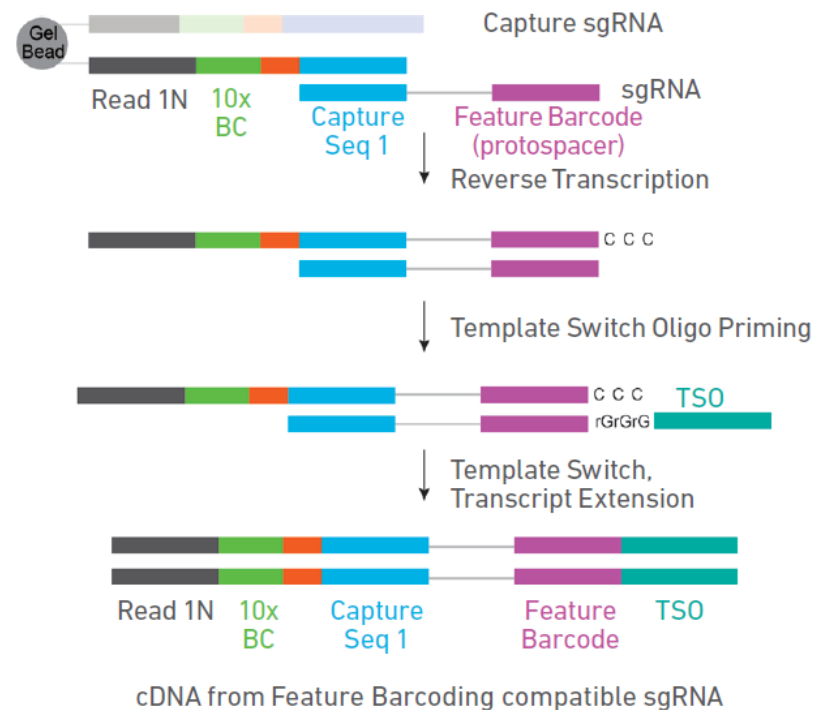 Gel
Bead
Capture sgRNA
sgRNA
Read 1N
10x
BC
Capture
Seq 1
Feature Barcode
(protospacer)
Reverse Transcription
C C C
Template Switch Oligo Priming
C C C
TSO
rGrGrG
Template Switch,
Transcript Extension
Read 1N
10x
BC
Capture
Seq 1
Feature
Barcode
TSO
cDNA from Feature Barcoding compatible sgRNA